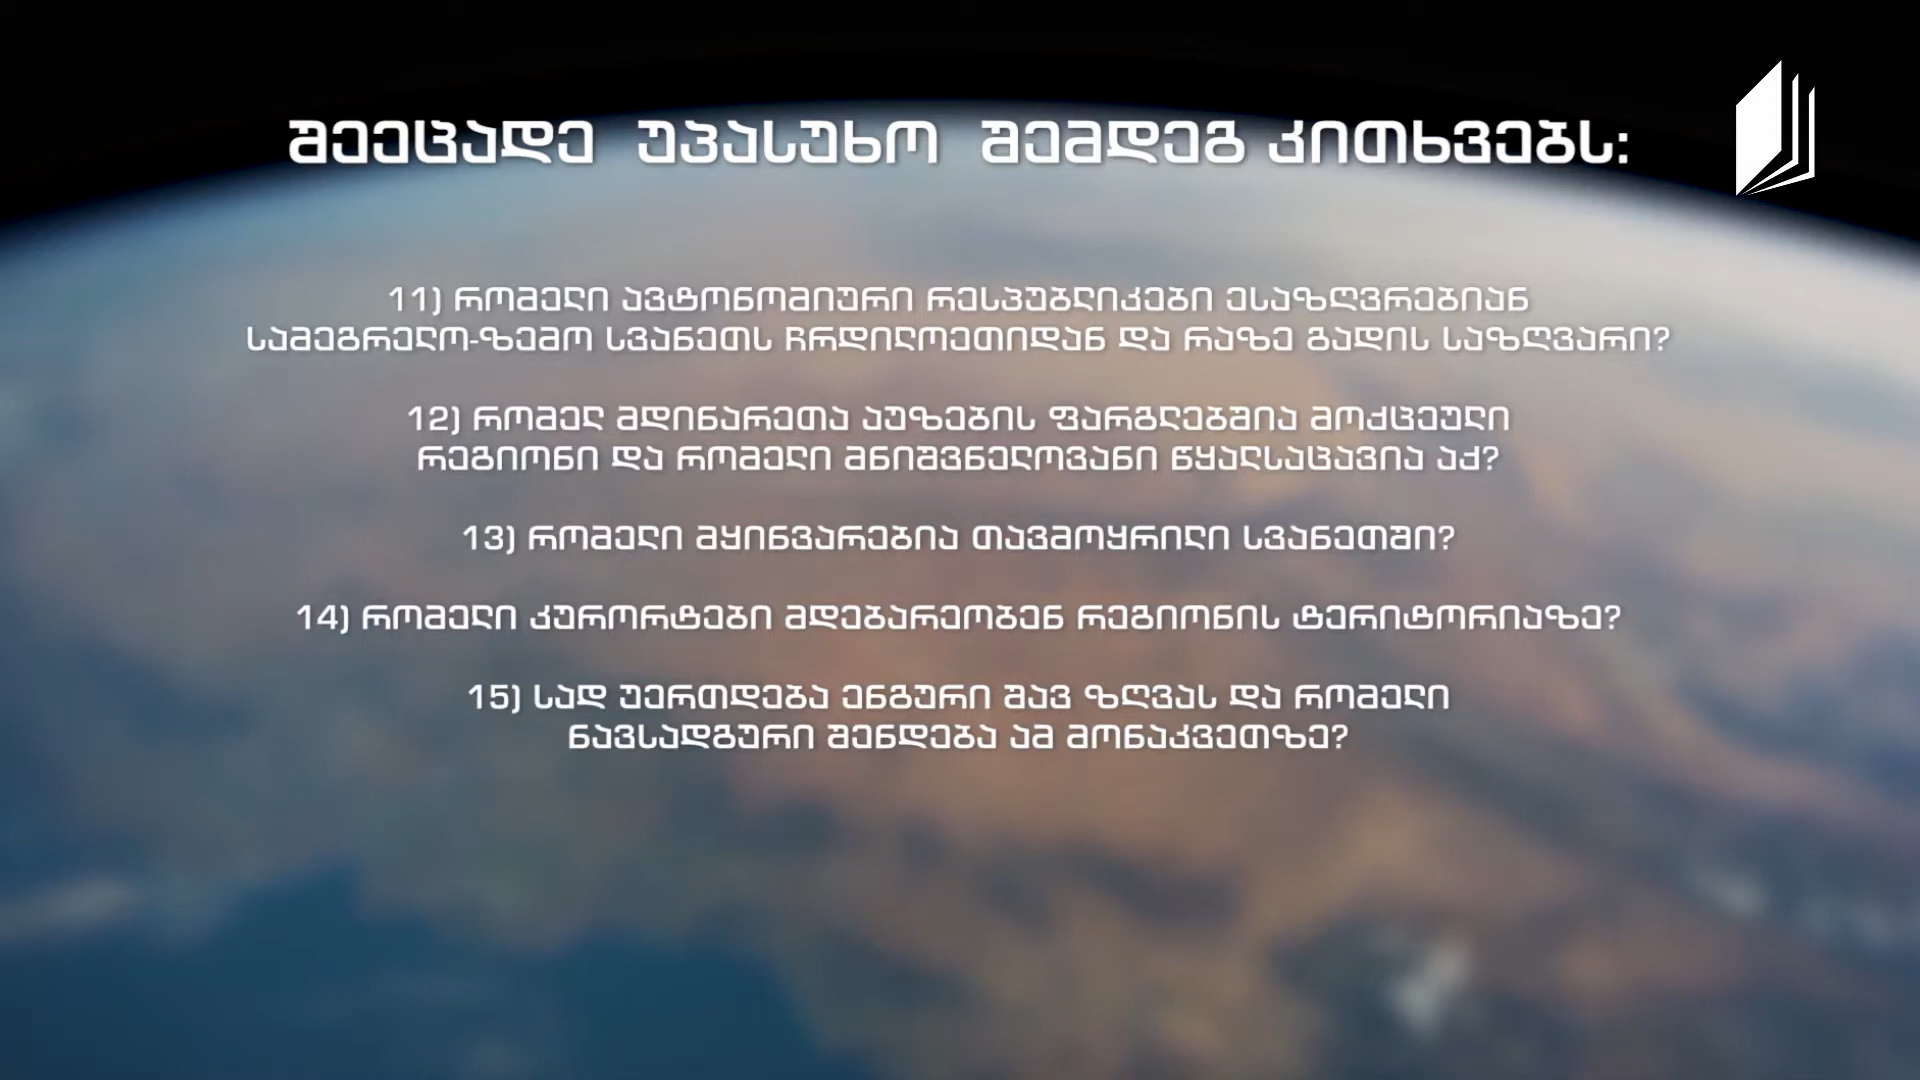 შეეცადე უპასუხო შემდეგ კითხვებს:
11) რომელი ავტონომიური რესპუბლიკები ესაზღვრებიან
სამეგრელო-ზემო სვანეთს ჩრდილოეთიდან და რაზე გადის საზღვარი?
12) რომელ მდინარეთა აუზების ფარგლებშია მოქცეული
რეგიონი და რომელი მნიშვნელოვანი წყალსაცავია აქ?
13) რომელი მყინვარებია თავმოყრილი სვანეთში?
14) რომელი კურორტები მდებარეობენ რეგიონის ტერიტორიაზე?
15) სად უერთდება ენგური შავ ზღვას და რომელი
ნავსადგური შენდება ამ მონაკვეთზე?